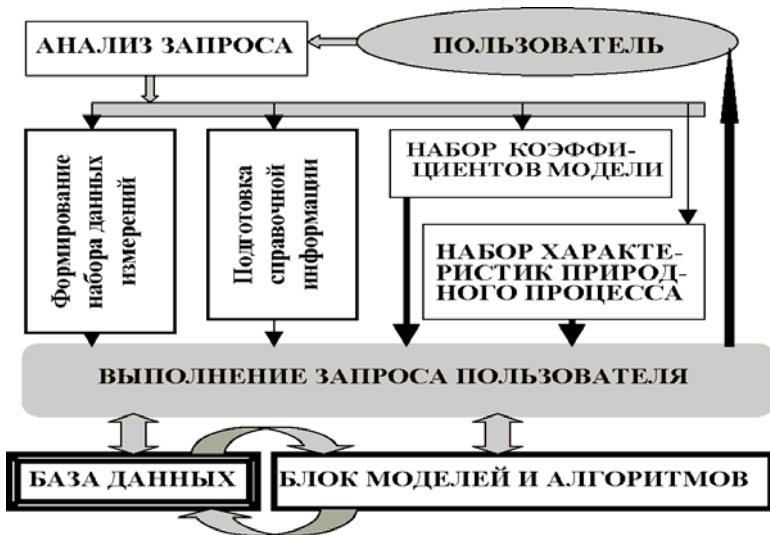 АНАЛИЗ ЗАПРОСА
ПОЛЬЗОВАТЕЛЬ
Формирование
набора данных
измерений
Подготовка
справочной
информации
НАБОР КОЭФФИ-
ЦИЕНТОВ МОДЕЛИ
НАБОР ХАРАКТЕ-
РИСТИК ПРИРОД-
НОГО ПРОЦЕССА
ВЫПОЛНЕНИЕ ЗАПРОСА ПОЛЬЗОВАТЕЛЯ
БАЗА ДАННЫХ
БЛОК МОДЕЛЕЙ И АЛГОРИТМОВ